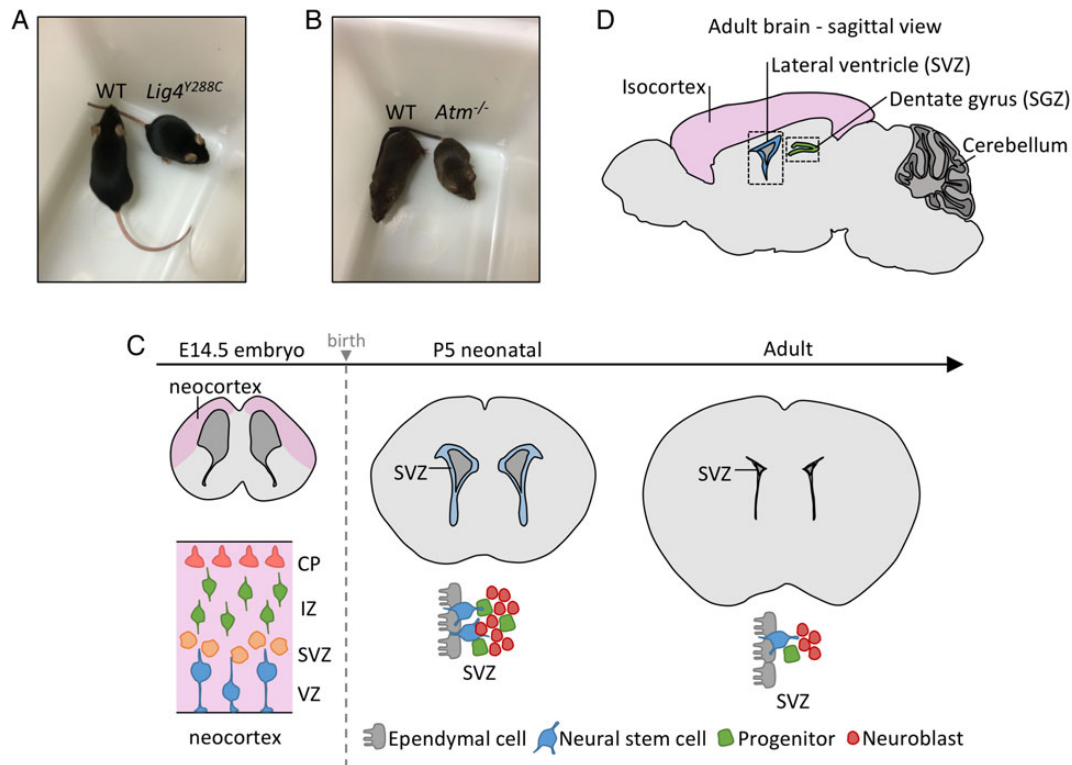 A
WT
Lig4Y288C
B
WT
Atm-/-
D
Adult brain - sagittal view
Lateral ventricle (SVZ)
Isocortex
Dentate gyrus (SGZ)
Cerebellum
C
E14.5 embryo
birth
P5 neonatal
Adult
neocortex
SVZ
SVZ
CP
IZ
SVZ
VZ
neocortex
SVZ
SVZ
Ependymal cell
Neural stem cell
Progenitor
Neuroblast